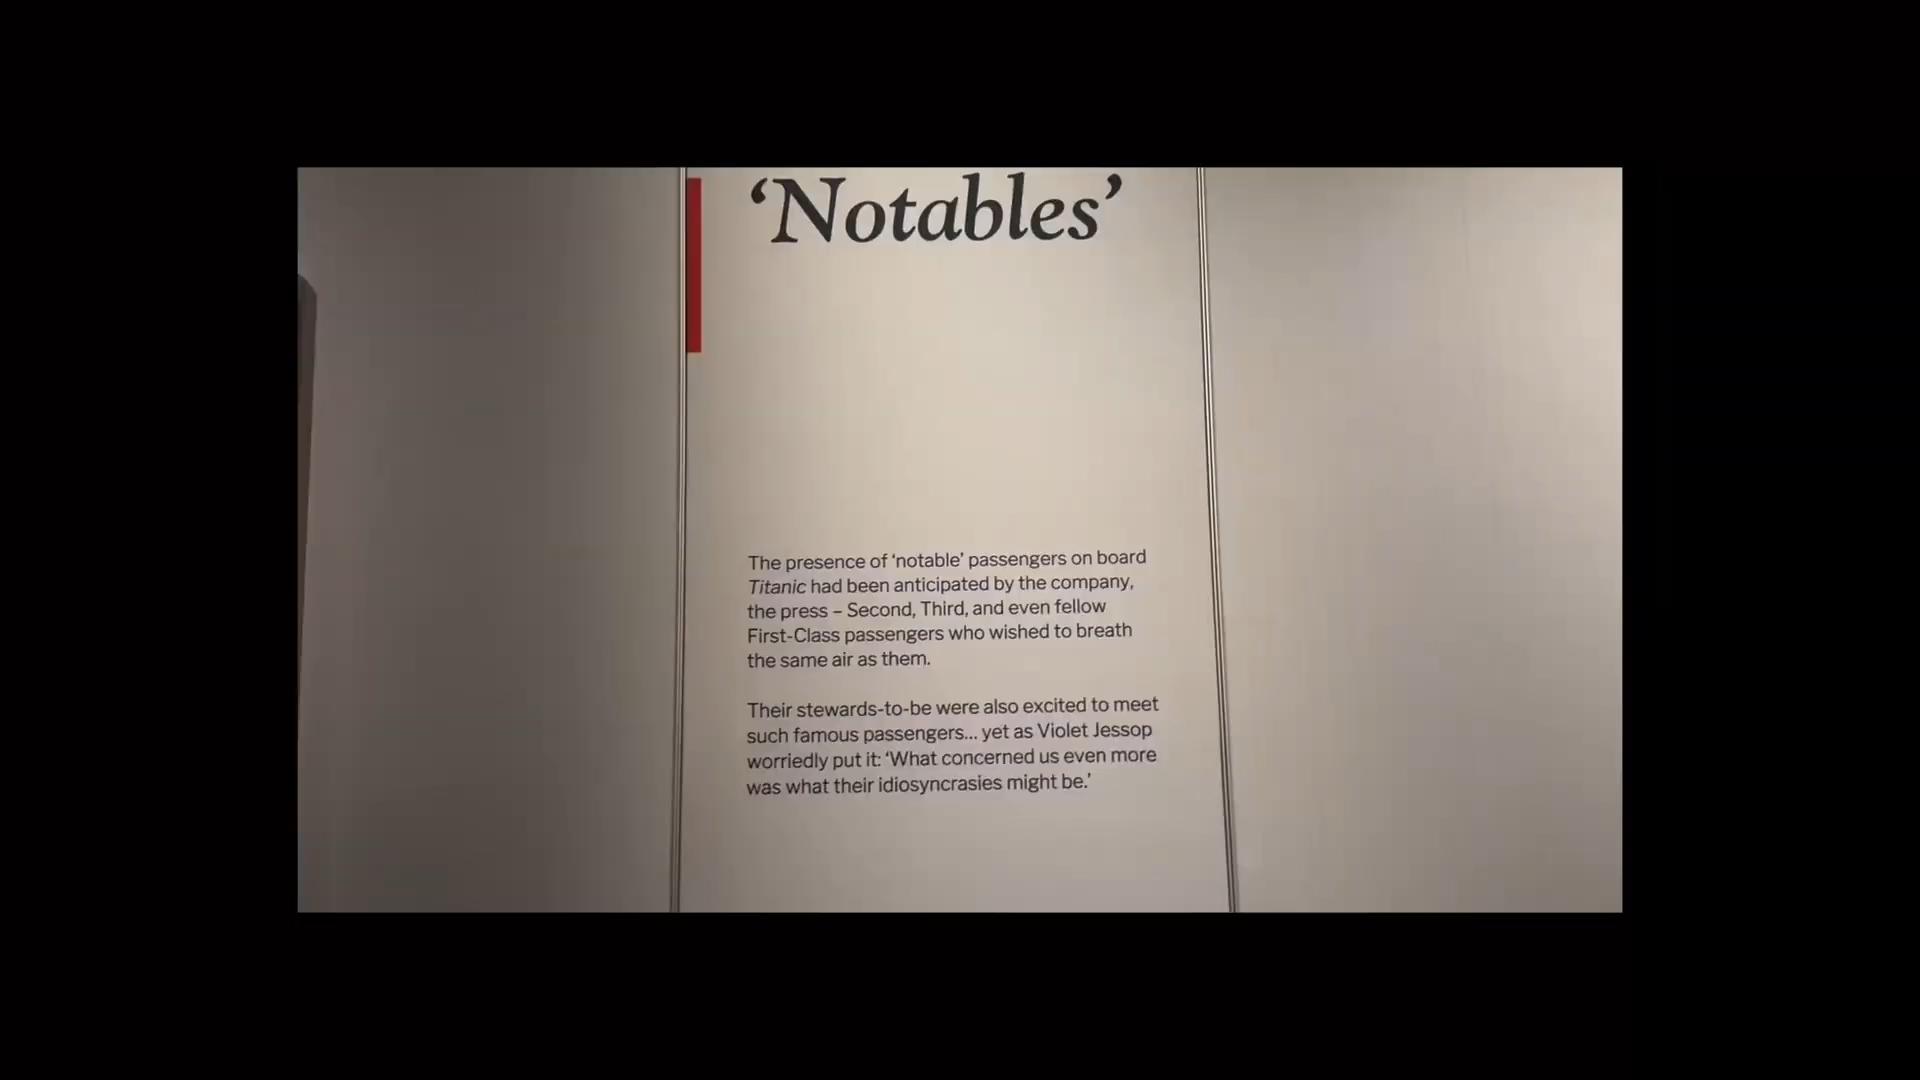 ‘Notables’
The presence of ‘notable’ passengers on board
Titanic had been anticipated by the company,
the press – Second, Third, and even fellow
First-Class passengers who wished to breath
the same air as them.
Their stewards-to-be were also excited to meet
such famous passengers... yet as Violet Jessop
worriedly put it: ‘What concerned us even more
was what their idiosyncrasies might be.’